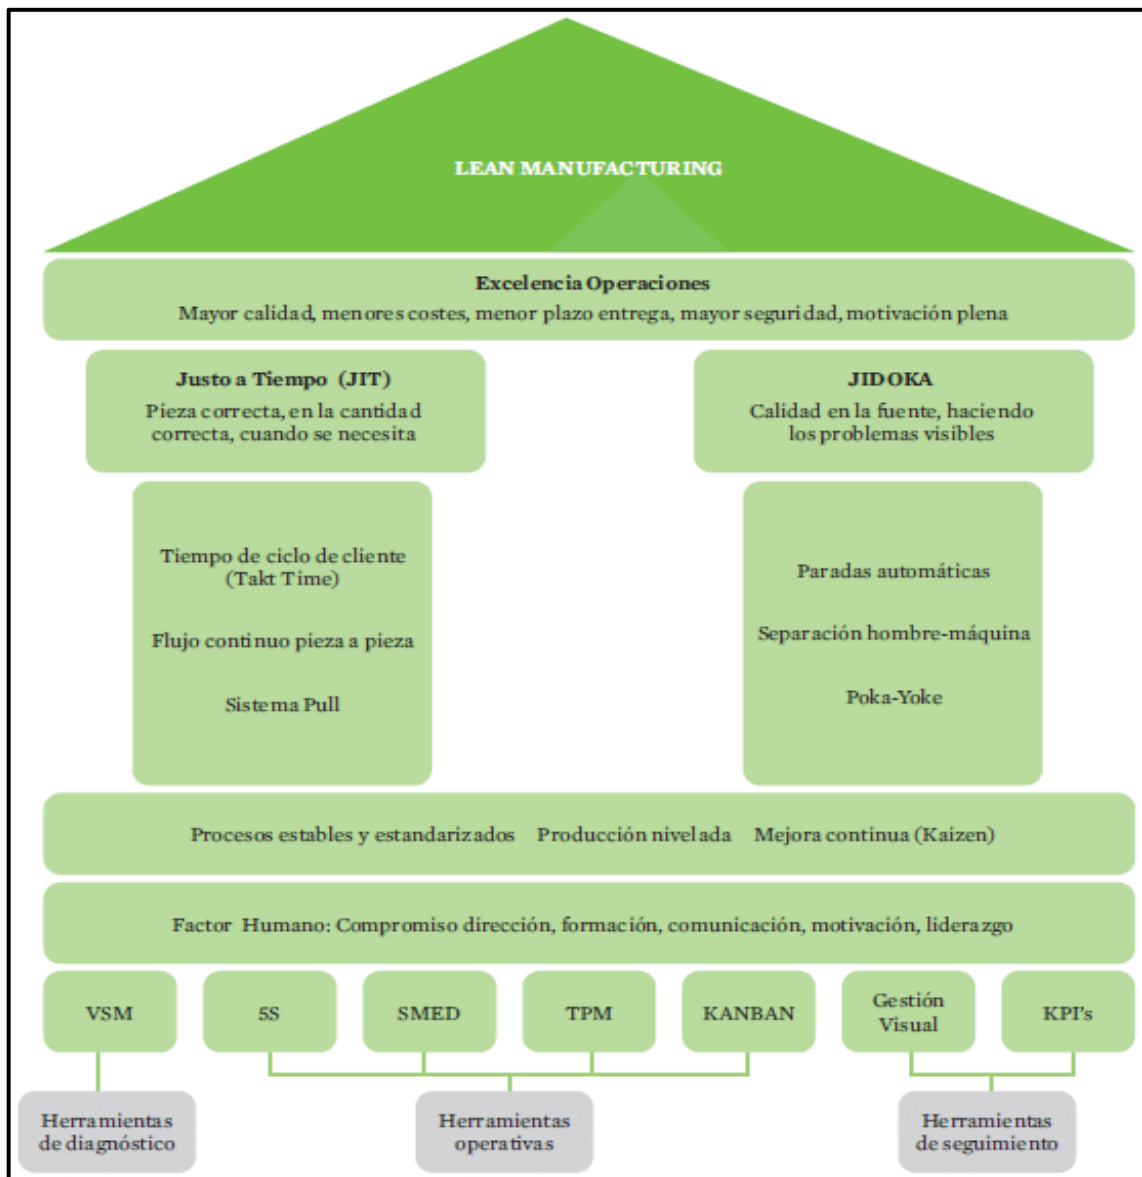 LEAN MANUFACTURING
Excelencia Operaciones
Mayor calidad, menores costes, menor plazo entrega, mayor seguridad, motivación plena
Justo a Tiempo (JIT)
Pieza correcta, en la cantidad
correcta, cuando se necesita
JIDOKA
Calidad en la fuente, haciendo
los problemas visibles
Tiempo de ciclo de cliente
(Takt Time)
Flujo continuo pieza a pieza
Sistema Pull
Paradas automáticas
Separación hombre-máquina
Poka-Yoke
Procesos estables y estandarizados Producción nivelada Mejora continua (Kaizen)
Factor Humano: Compromiso dirección, formación, comunicación, motivación, liderazgo
VSM
5S
SMED
TPM
KANBAN
Gestión
Visual
KPI's
Herramientas
de diagnóstico
Herramientas
operativas
Herramientas
de seguimiento